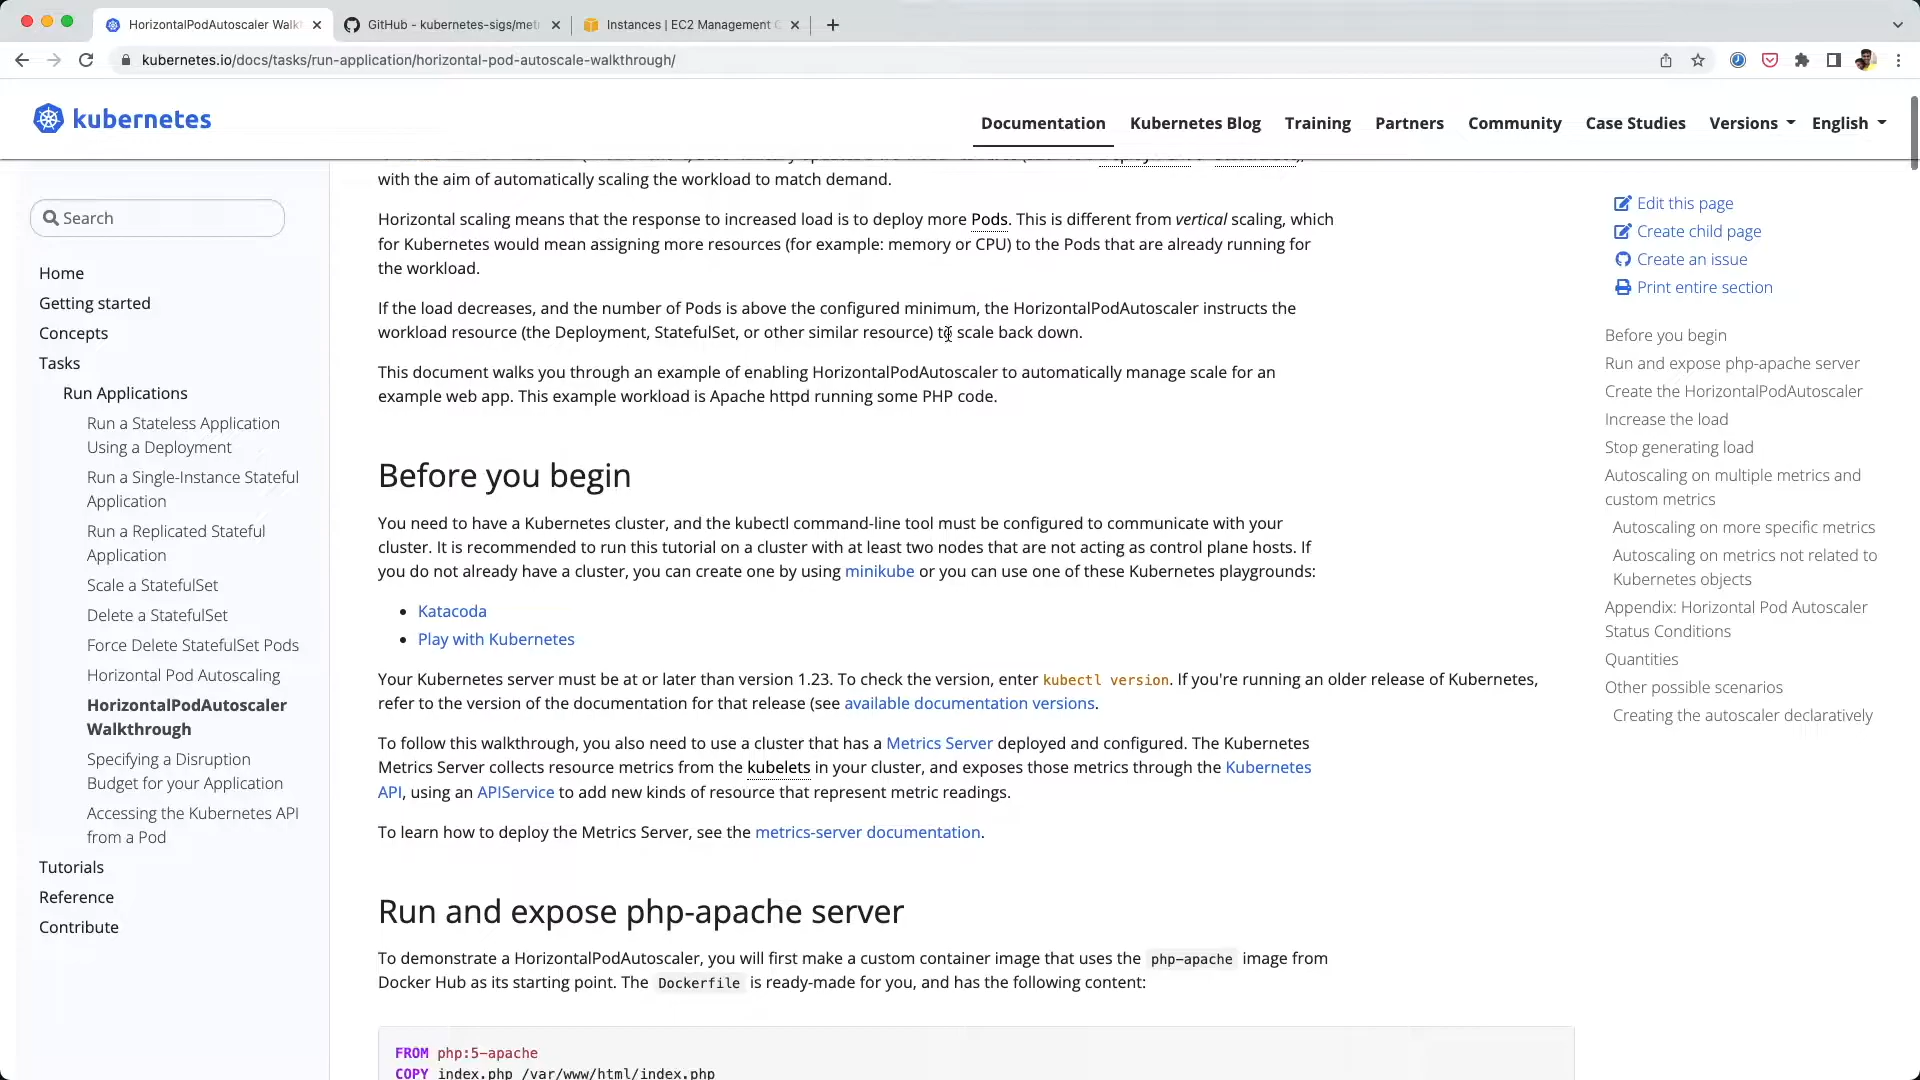 HorizontalPodAutoscaler Walk
GitHub - kubernetes-sigs/met
Instances | EC2 Management C
kubernetes.io/docs/tasks/run-application/horizontal-pod-autoscale-walkthrough/
kubernetes
Documentation
Kubernetes Blog
Training
Partners
Community
Case Studies
Versions
English
Search
Home
Getting started
Concepts
Tasks
Run Applications
Run a Stateless Application
Using a Deployment
Run a Single-Instance Stateful
Application
Run a Replicated Stateful
Application
Scale a StatefulSet
Delete a StatefulSet
Force Delete StatefulSet Pods
Horizontal Pod Autoscaling
HorizontalPodAutoscaler
Walkthrough
Specifying a Disruption
Budget for your Application
Accessing the Kubernetes API
from a Pod
Tutorials
Reference
Contribute
with the aim of automatically scaling the workload to match demand.
Horizontal scaling means that the response to increased load is to deploy more Pods. This is different from vertical scaling, which
for Kubernetes would mean assigning more resources (for example: memory or CPU) to the Pods that are already running for
the workload.
If the load decreases, and the number of Pods is above the configured minimum, the HorizontalPodAutoscaler instructs the
workload resource (the Deployment, StatefulSet, or other similar resource) to scale back down.
This document walks you through an example of enabling HorizontalPodAutoscaler to automatically manage scale for an
example web app. This example workload is Apache httpd running some PHP code.
Before you begin
You need to have a Kubernetes cluster, and the kubectl command-line tool must be configured to communicate with your
cluster. It is recommended to run this tutorial on a cluster with at least two nodes that are not acting as control plane hosts. If
you do not already have a cluster, you can create one by using minikube or you can use one of these Kubernetes playgrounds:
• Katacoda
• Play with Kubernetes
Your Kubernetes server must be at or later than version 1.23. To check the version, enter kubectl version. If you're running an older release of Kubernetes,
refer to the version of the documentation for that release (see available documentation versions.
To follow this walkthrough, you also need to use a cluster that has a Metrics Server deployed and configured. The Kubernetes
Metrics Server collects resource metrics from the kubelets in your cluster, and exposes those metrics through the Kubernetes
API, using an APIService to add new kinds of resource that represent metric readings.
To learn how to deploy the Metrics Server, see the metrics-server documentation.
Run and expose php-apache server
To demonstrate a HorizontalPodAutoscaler, you will first make a custom container image that uses the php-apache image from
Docker Hub as its starting point. The Dockerfile is ready-made for you, and has the following content:
FROM php:5-apache
COPY index.php /var/www/html/index.php
Edit this page
Create child page
Create an issue
Print entire section
Before you begin
Run and expose php-apache server
Create the HorizontalPodAutoscaler
Increase the load
Stop generating load
Autoscaling on multiple metrics and
custom metrics
Autoscaling on more specific metrics
Autoscaling on metrics not related to
Kubernetes objects
Appendix: Horizontal Pod Autoscaler
Status Conditions
Quantities
Other possible scenarios
Creating the autoscaler declaratively